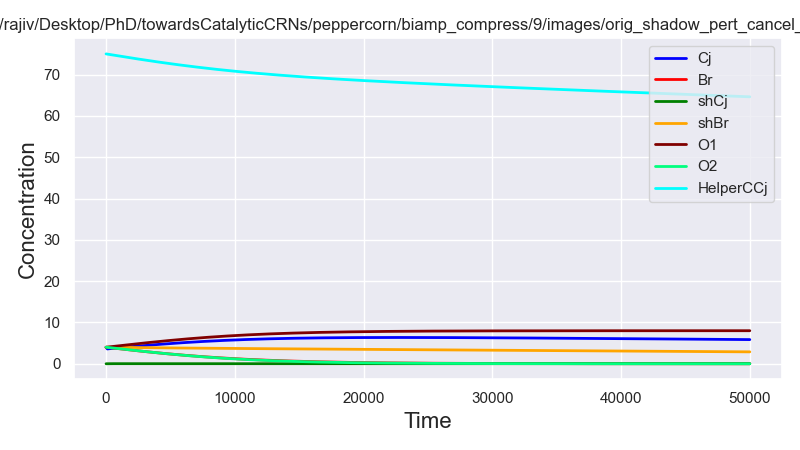 /rajiv/Desktop/PhD/towardsCatalyticCRNs/peppercorn/biamp_compress/9/images/orig_shadow_pert_cancel_
Cj
Br
shCj
shBr
O1
O2
HelperCCj
Concentration
70
60
50
40
30
20
10
0
0 10000 20000 30000 40000 50000
Time